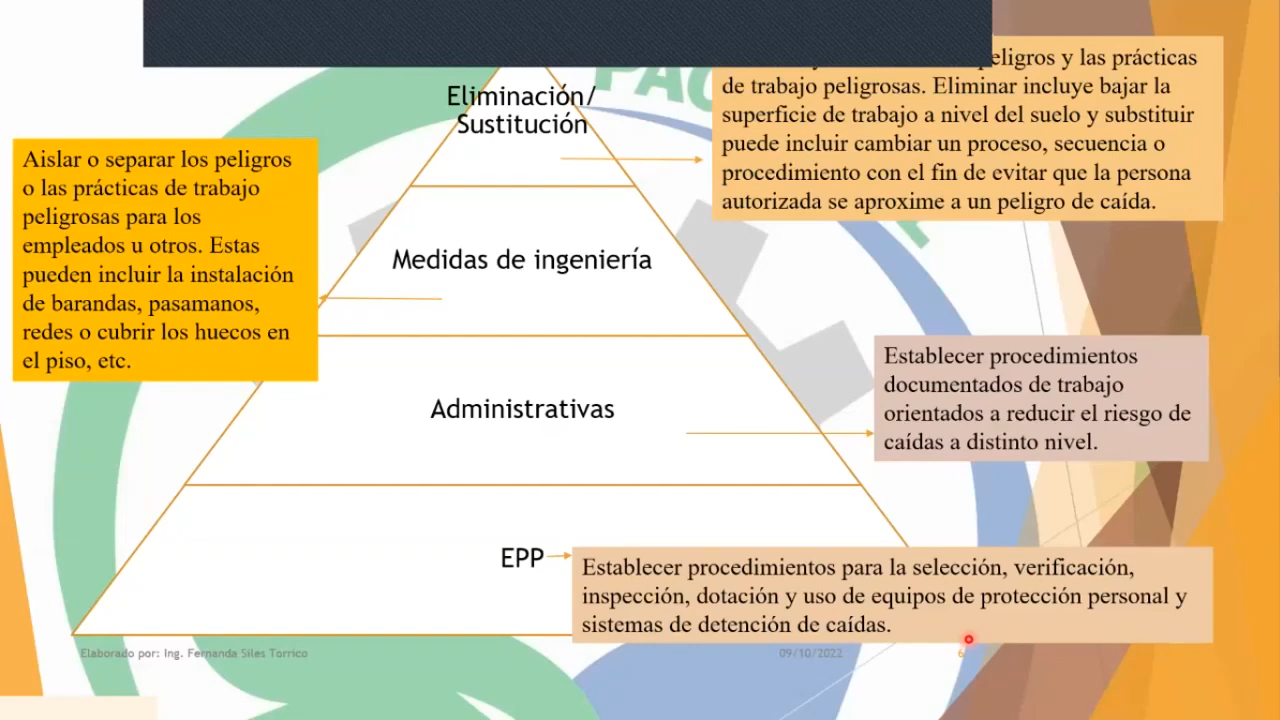 PAC
Eliminación/
Sustitución
peligros y las prácticas
de trabajo peligrosas. Eliminar incluye bajar la
superficie de trabajo a nivel del suelo y substituir
puede incluir cambiar un proceso, secuencia o
procedimiento con el fin de evitar que la persona
autorizada se aproxime a un peligro de caída.
Aislar o separar los peligros
o las prácticas de trabajo
peligrosas para los
empleados u otros. Estas
pueden incluir la instalación
de barandas, pasamanos,
redes o cubrir los huecos en
el piso, etc.
Medidas de ingeniería
Administrativas
Establecer procedimientos
documentados de trabajo
orientados a reducir el riesgo de
caídas a distinto nivel.
EPP
Establecer procedimientos para la selección, verificación,
inspección, dotación y uso de equipos de protección personal y
sistemas de detención de caídas.
Elaborado por: Ing. Fernanda Siles Torrico
09/10/2022
6